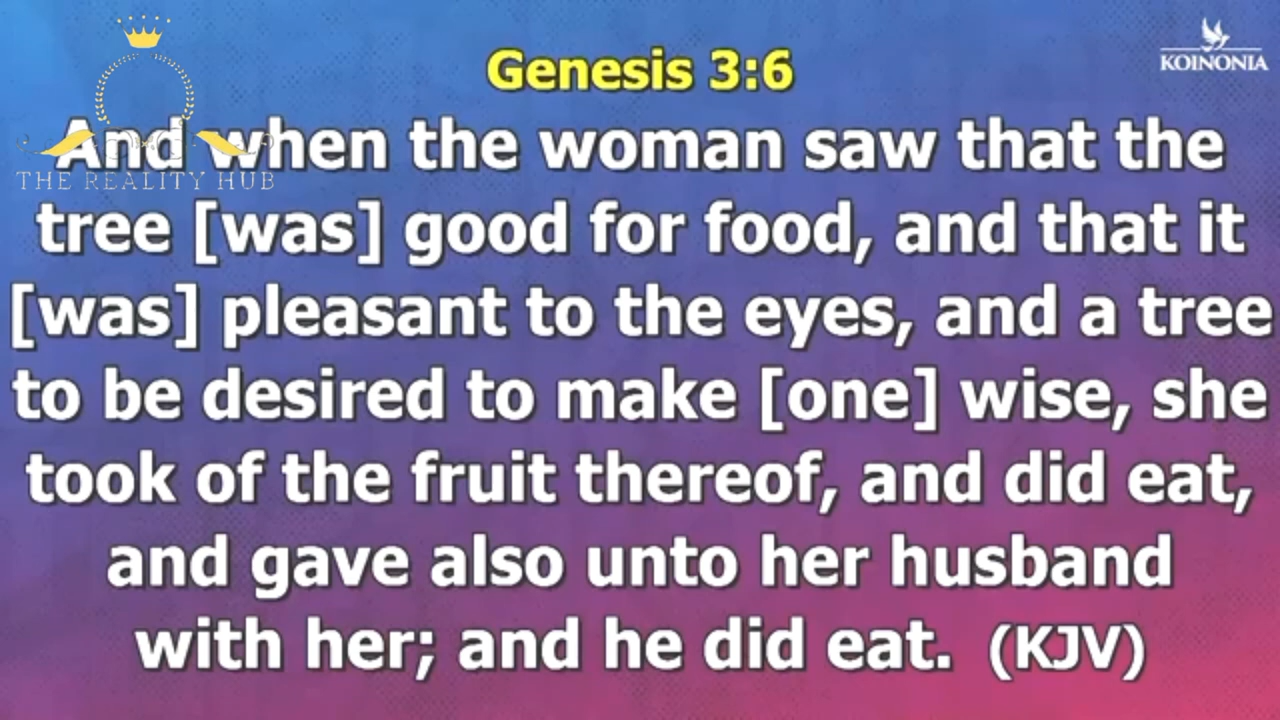 Genesis 3:6
KOINONIA
And when the woman saw that the
THE REALITY HUB
tree [was] good for food, and that it
[was] pleasant to the eyes, and a tree
to be desired to make [one] wise, she
took of the fruit thereof, and did eat,
and gave also unto her husband
with her; and he did eat. (KJV)